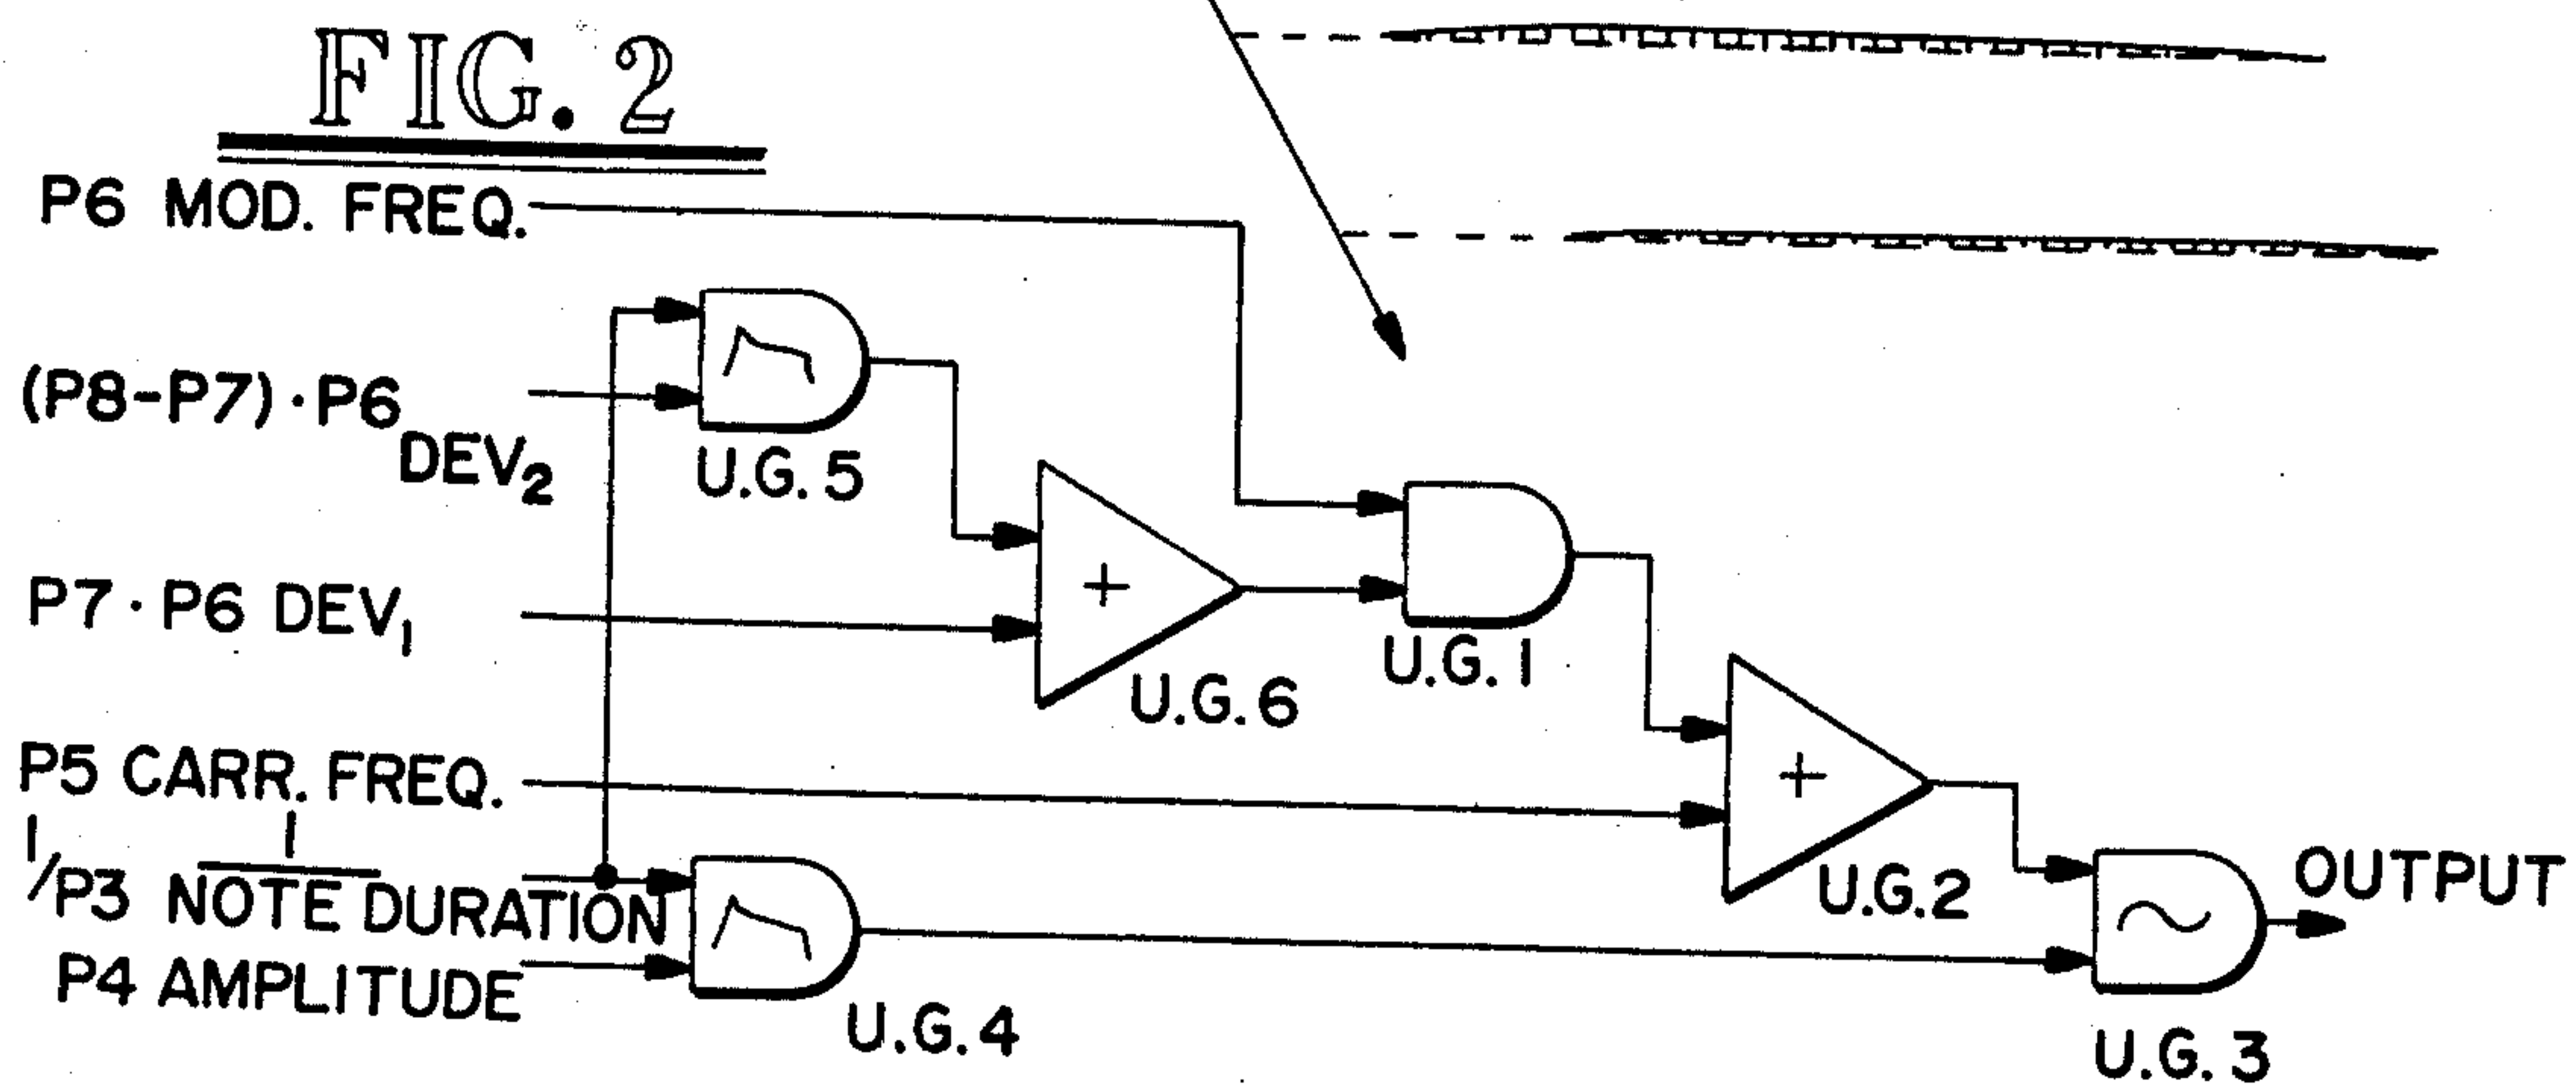 FIG. 2
P6 MOD. FREQ.
(P8-P7)·P6 DEV₂
U.G. 5
+
P7·P6 DEV₁
U.G. 6
U.G. 1
P5 CARR. FREQ.
+
1/P3 1/NOTE DURATION
U.G. 2
OUTPUT
P4 AMPLITUDE
U.G. 4
U.G. 3